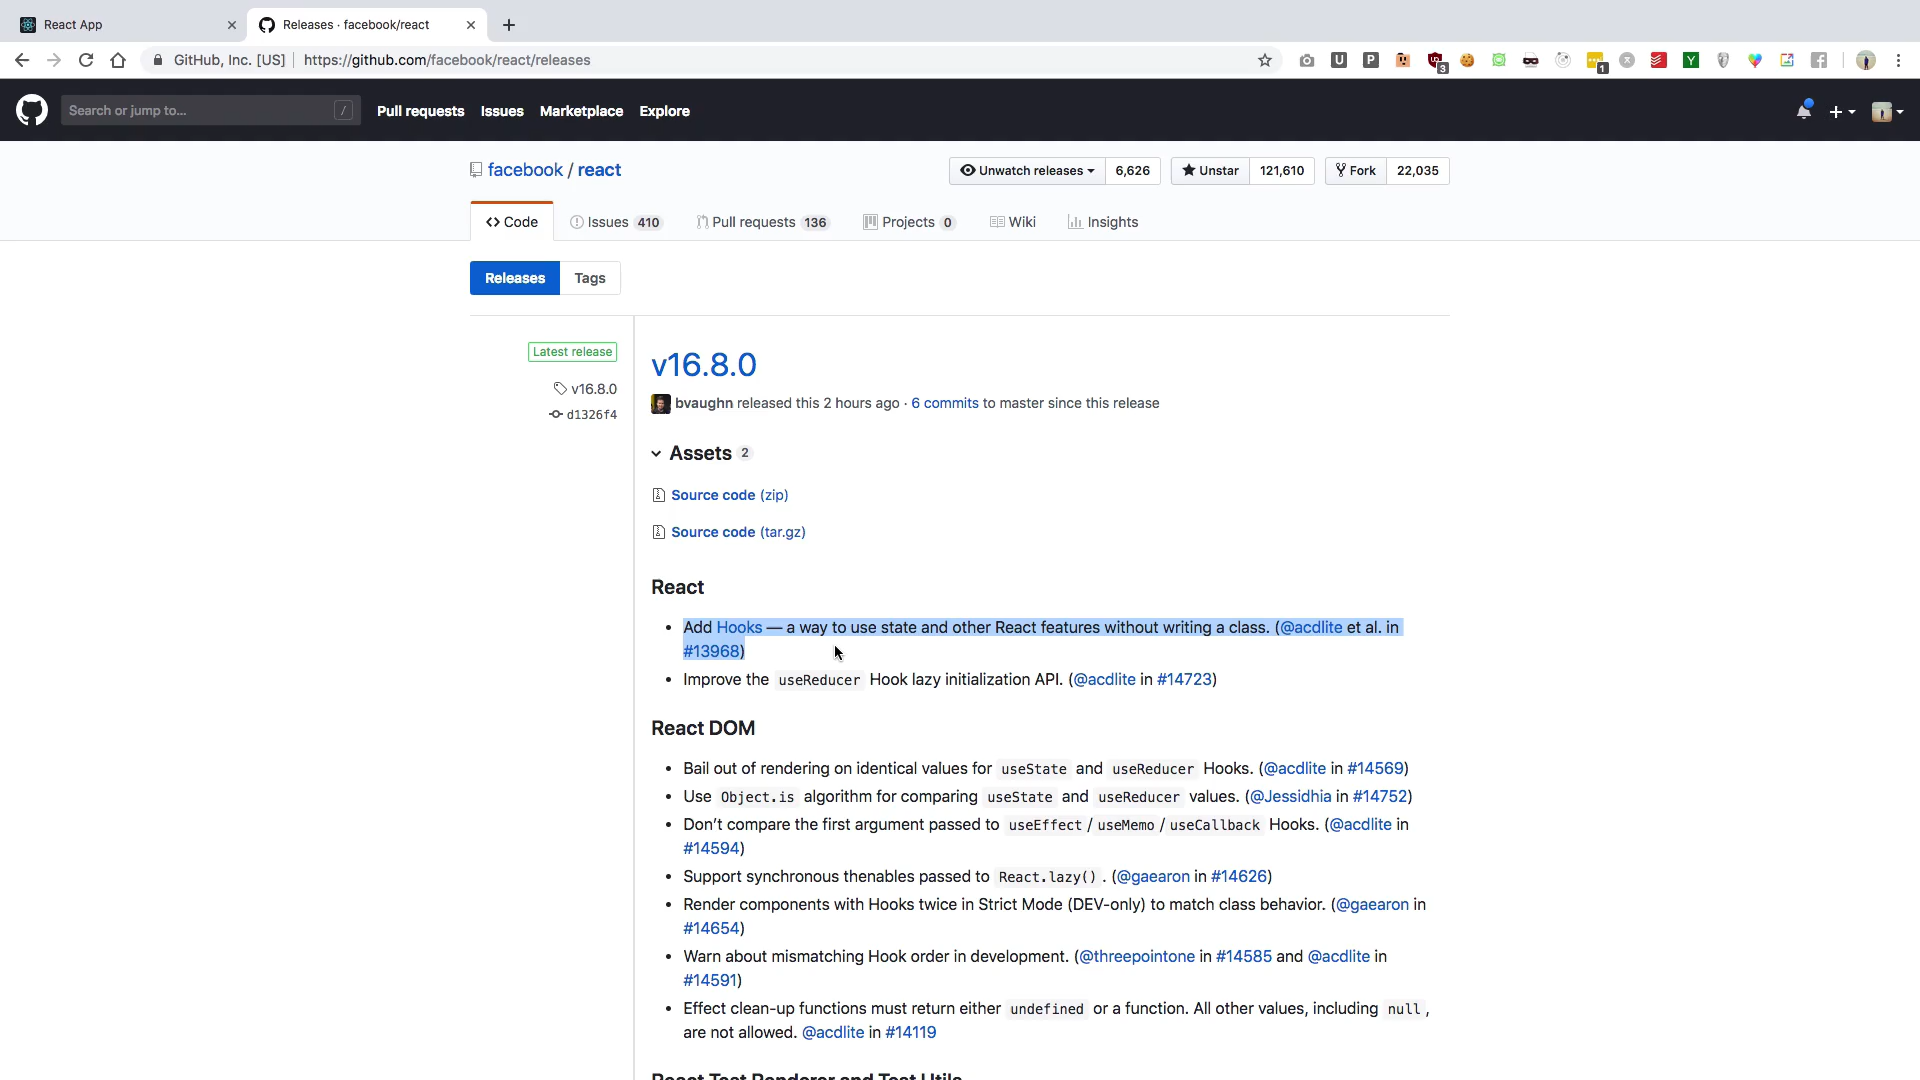 React App
Releases · facebook/react
GitHub, Inc. [US]
https://github.com/facebook/react/releases
3
1
Search or jump to...
/
Pull requests
Issues
Marketplace
Explore
facebook / react
Unwatch releases 6,626
Unstar 121,610
Fork 22,035
Code
Issues 410
Pull requests 136
Projects 0
Wiki
Insights
Releases
Tags
Latest release
v16.8.0
d1326f4
v16.8.0
bvaughn released this 2 hours ago · 6 commits to master since this release
Assets 2
Source code (zip)
Source code (tar.gz)
React
• Add Hooks — a way to use state and other React features without writing a class. (@acdlite et al. in
#13968)
• Improve the useReducer Hook lazy initialization API. (@acdlite in #14723)
React DOM
• Bail out of rendering on identical values for useState and useReducer Hooks. (@acdlite in #14569)
• Use Object.is algorithm for comparing useState and useReducer values. (@Jessidhia in #14752)
• Don’t compare the first argument passed to useEffect / useMemo / useCallback Hooks. (@acdlite in
#14594)
• Support synchronous thenables passed to React.lazy() . (@gaearon in #14626)
• Render components with Hooks twice in Strict Mode (DEV-only) to match class behavior. (@gaearon in
#14654)
• Warn about mismatching Hook order in development. (@threepointone in #14585 and @acdlite in
#14591)
• Effect clean-up functions must return either undefined or a function. All other values, including null ,
are not allowed. @acdlite in #14119
React Test Renderer and Test Utils